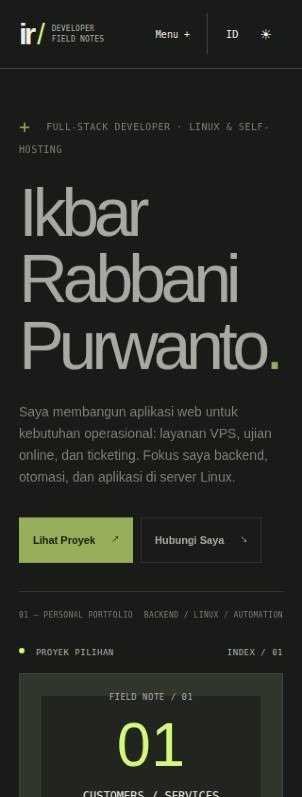 ir/ DEVELOPER
FIELD NOTES
Menu + ID ☀
+ FULL-STACK DEVELOPER · LINUX & SELF-
HOSTING
Ikbar
Rabbani
Purwanto.
Saya membangun aplikasi web untuk
kebutuhan operasional: layanan VPS, ujian
online, dan ticketing. Fokus saya backend,
otomasi, dan aplikasi di server Linux.
Lihat Proyek ↗ Hubungi Saya ↘
01 — PERSONAL PORTFOLIO BACKEND / LINUX / AUTOMATION
PROYEK PILIHAN INDEX / 01
FIELD NOTE / 01
01
CUSTOMERS / SERVICES